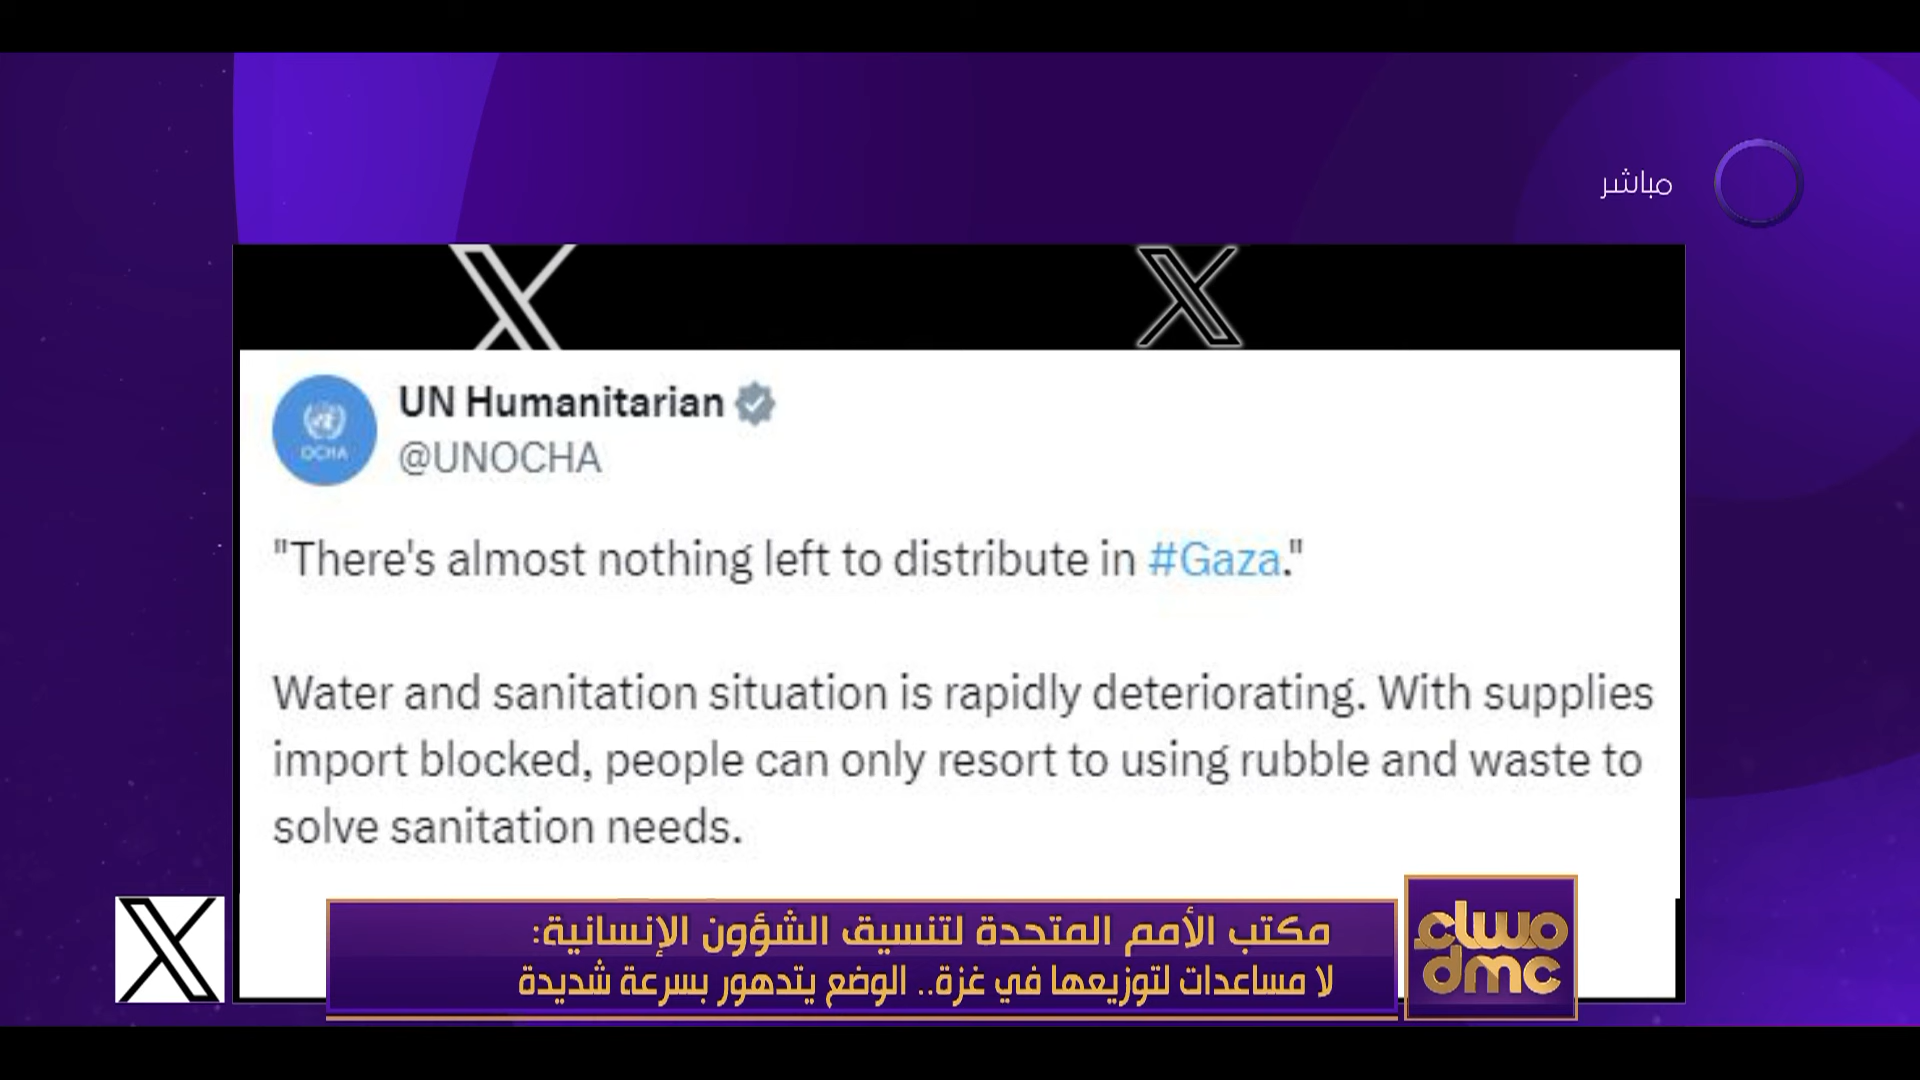 مباشر
UN Humanitarian
@UNOCHA
OCHA
"There's almost nothing left to distribute in #Gaza."
Water and sanitation situation is rapidly deteriorating. With supplies
import blocked, people can only resort to using rubble and waste to
solve sanitation needs.
مكتب الأمم المتحدة لتنسيق الشؤون الإنسانية:
لا مساعدات لتوزيعها في غزة.. الوضع يتدهور بسرعة شديدة
مساء
dmc